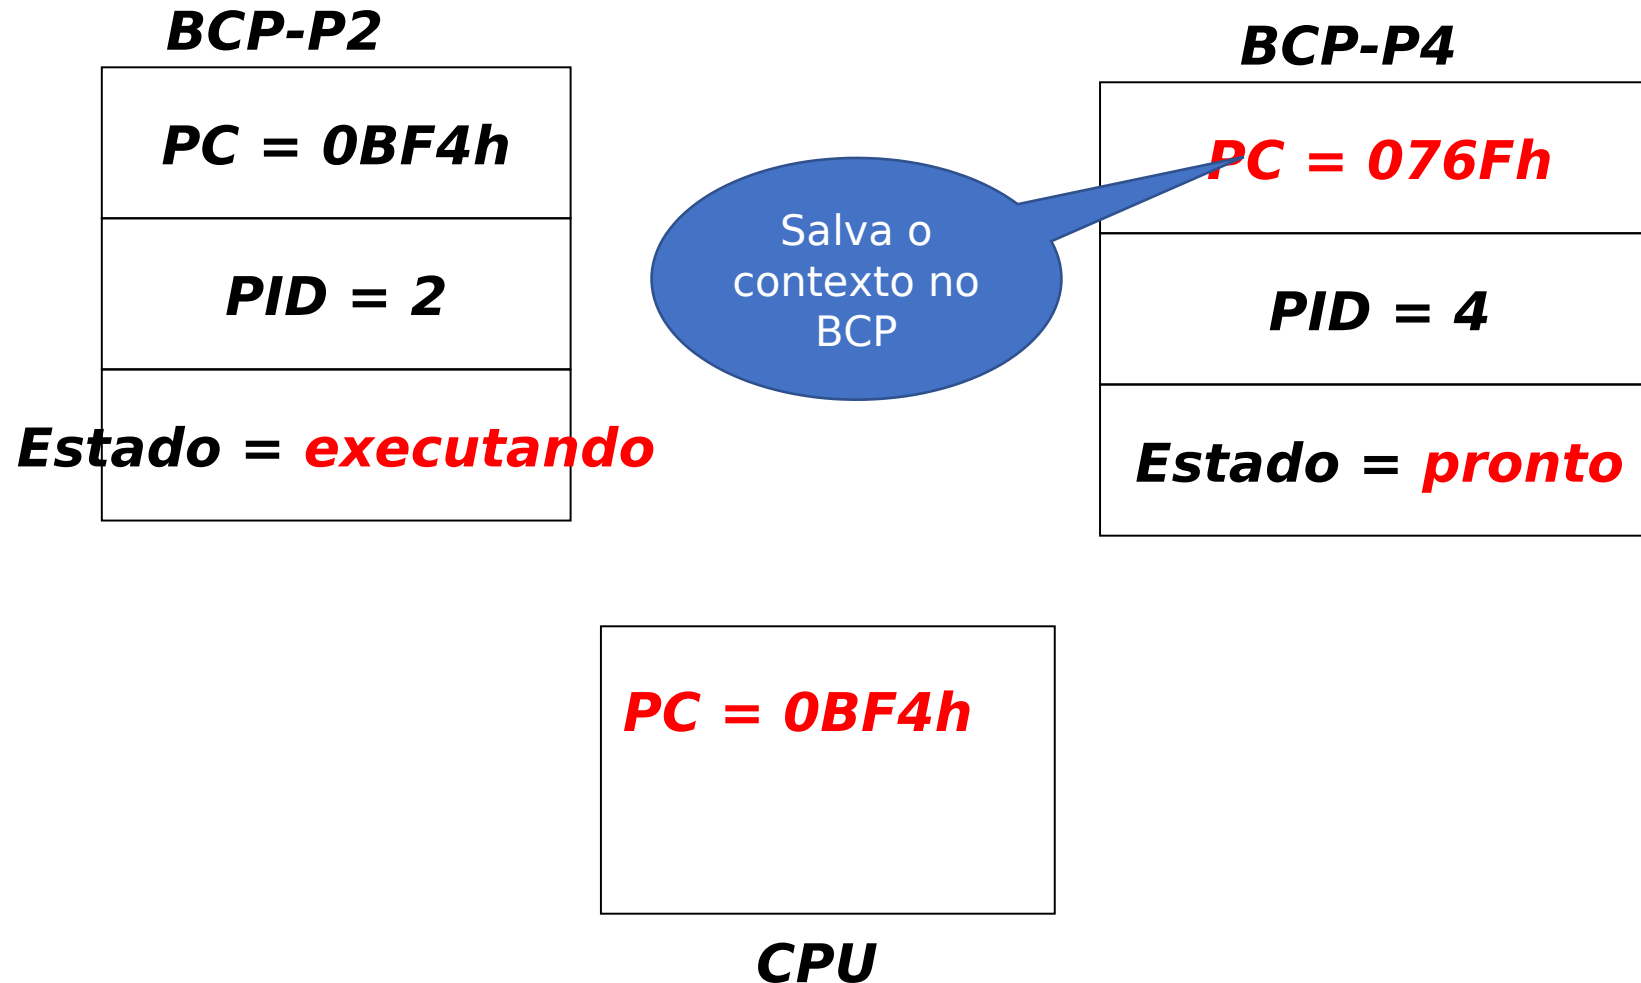 BCP-P2
PC = 0BF4h
PID = 2
Estado = executando
Salva o
contexto no
BCP
BCP-P4
PC = 076Fh
PID = 4
Estado = pronto
PC = 0BF4h
CPU